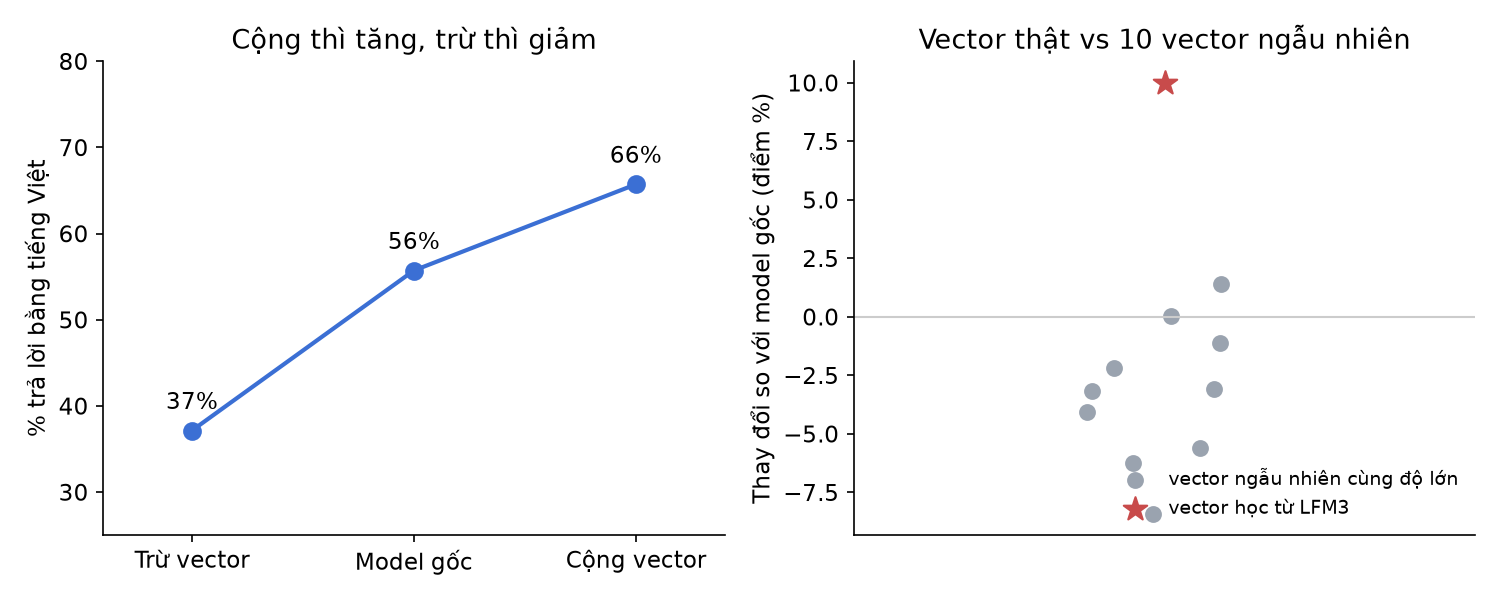 Cộng thì tăng, trừ thì giảm
% trả lời bằng tiếng Việt
80
70
60
50
40
30
37%
56%
66%
Trừ vector
Model gốc
Cộng vector
Vector thật vs 10 vector ngẫu nhiên
Thay đổi so với model gốc (điểm %)
10.0
7.5
5.0
2.5
0.0
−2.5
−5.0
−7.5
vector ngẫu nhiên cùng độ lớn
vector học từ LFM3